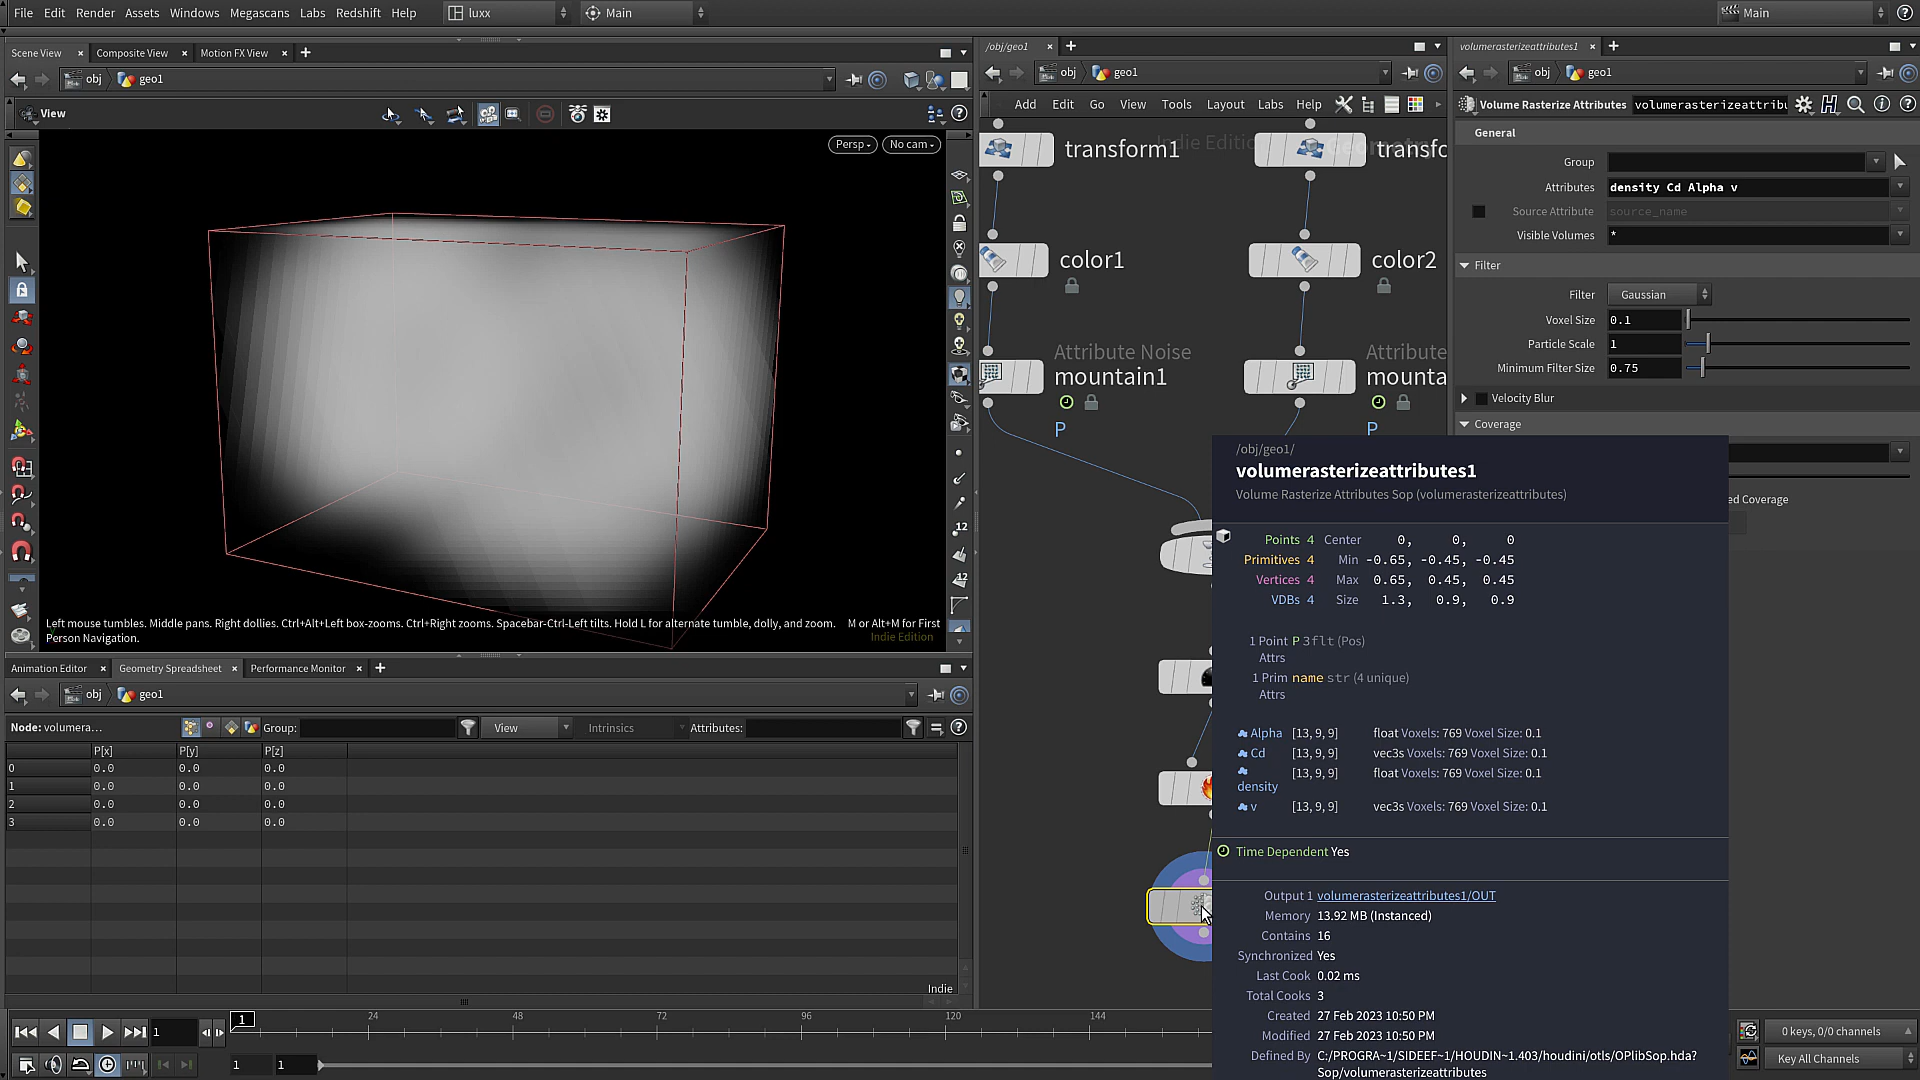 File Edit Render Assets Windows Megascans Labs Redshift Help luxx Main Main
Scene View Composite View Motion FX View
obj geo1
View
Persp No cam
Left mouse tumbles. Middle pans. Right dollies. Ctrl+Alt+Left box-zooms. Ctrl+Right zooms. Spacebar-Ctrl-Left tilts. Hold L for alternate tumble, dolly, and zoom. M or Alt+M for First
Person Navigation.
Indie Edition
12
12
Animation Editor Geometry Spreadsheet Performance Monitor
obj geo1
Node: volumera... Group: View Intrinsics Attributes:
P[x] P[y] P[z]
0 0.0 0.0 0.0
1 0.0 0.0 0.0
2 0.0 0.0 0.0
3 0.0 0.0 0.0
Indie
/obj/geo1
obj geo1
Add Edit Go View Tools Layout Labs Help
Indie Editio
transform1 transfo
color1 color2
Attribute Noise Attribute
mountain1 mounta
P P
volumerasterizeattributes1
obj geo1
Volume Rasterize Attributes volumerasterizeattribu
General
Group
Attributes density Cd Alpha v
Source Attribute source_name
Visible Volumes *
Filter
Filter Gaussian
Voxel Size 0.1
Particle Scale 1
Minimum Filter Size 0.75
Velocity Blur
Coverage
ed Coverage
/obj/geo1/
volumerasterizeattributes1
Volume Rasterize Attributes Sop (volumerasterizeattributes)
Points 4 Center 0, 0, 0
Primitives 4 Min -0.65, -0.45, -0.45
Vertices 4 Max 0.65, 0.45, 0.45
VDBs 4 Size 1.3, 0.9, 0.9
1 Point P 3flt (Pos)
Attrs
1 Prim name str (4 unique)
Attrs
Alpha [13, 9, 9] float Voxels: 769 Voxel Size: 0.1
Cd [13, 9, 9] vec3s Voxels: 769 Voxel Size: 0.1
[13, 9, 9] float Voxels: 769 Voxel Size: 0.1
density
v [13, 9, 9] vec3s Voxels: 769 Voxel Size: 0.1
Time Dependent Yes
Output 1 volumerasterizeattributes1/OUT
Memory 13.92 MB (Instanced)
Contains 16
Synchronized Yes
Last Cook 0.02 ms
Total Cooks 3
Created 27 Feb 2023 10:50 PM
Modified 27 Feb 2023 10:50 PM
Defined By C:/PROGRA~1/SIDEEF~1/HOUDIN~1.403/houdini/otls/OPlibSop.hda?
Sop/volumerasterizeattributes
1 1 24 48 72 96 120 144
1 1
0 keys, 0/0 channels
Key All Channels